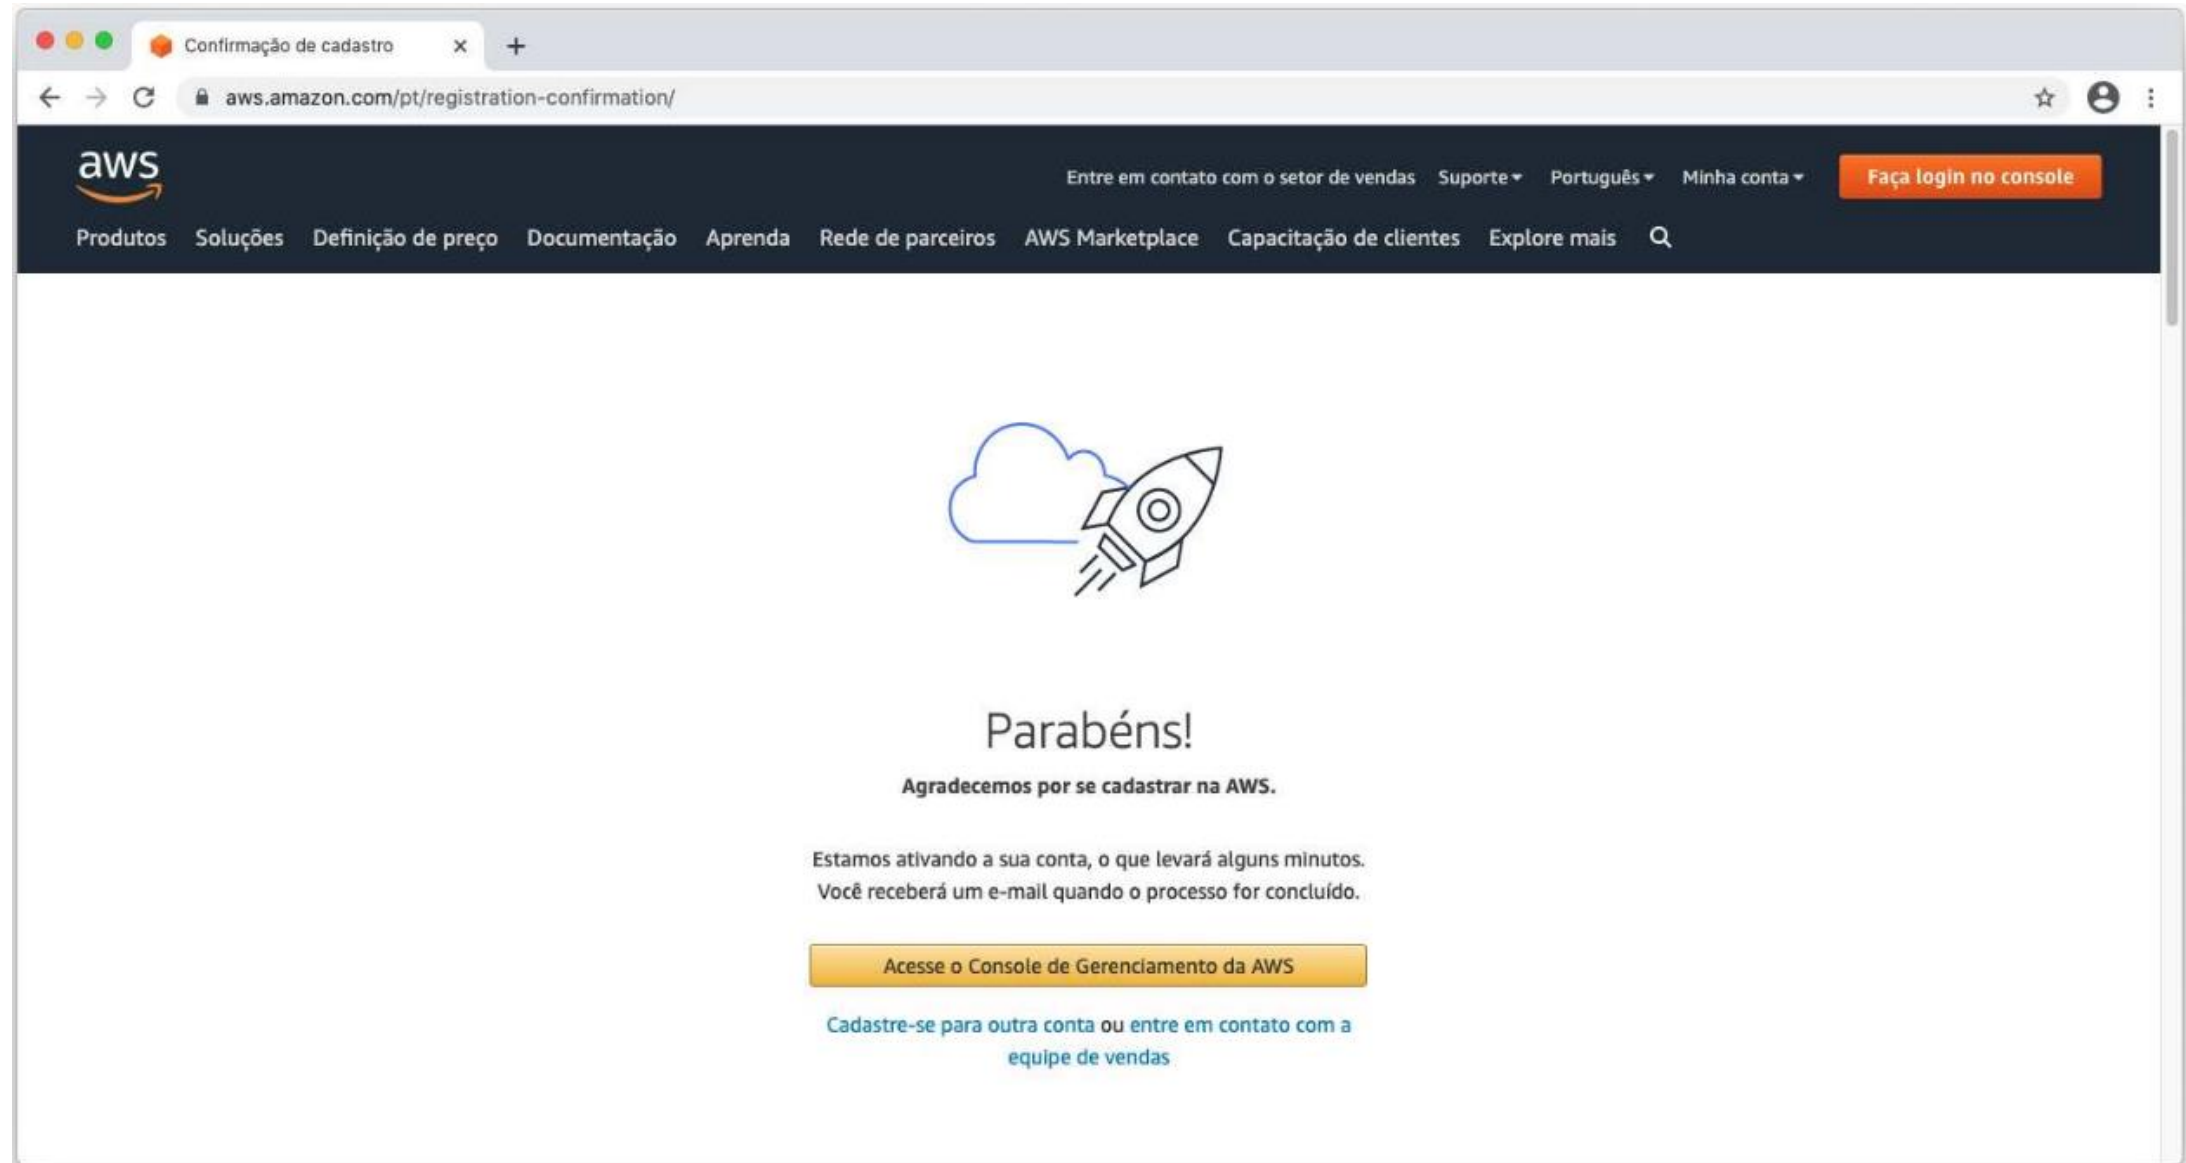 Confirmação de cadastro
aws.amazon.com/pt/registration-confirmation/
aws
Entre em contato com o setor de vendas Suporte Português Minha conta Faça login no console
Produtos Soluções Definição de preço Documentação Aprenda Rede de parceiros AWS Marketplace Capacitação de clientes Explore mais
Parabéns!
Agradecemos por se cadastrar na AWS.
Estamos ativando a sua conta, o que levará alguns minutos.
Você receberá um e-mail quando o processo for concluído.
Acesse o Console de Gerenciamento da AWS
Cadastre-se para outra conta ou entre em contato com a
equipe de vendas